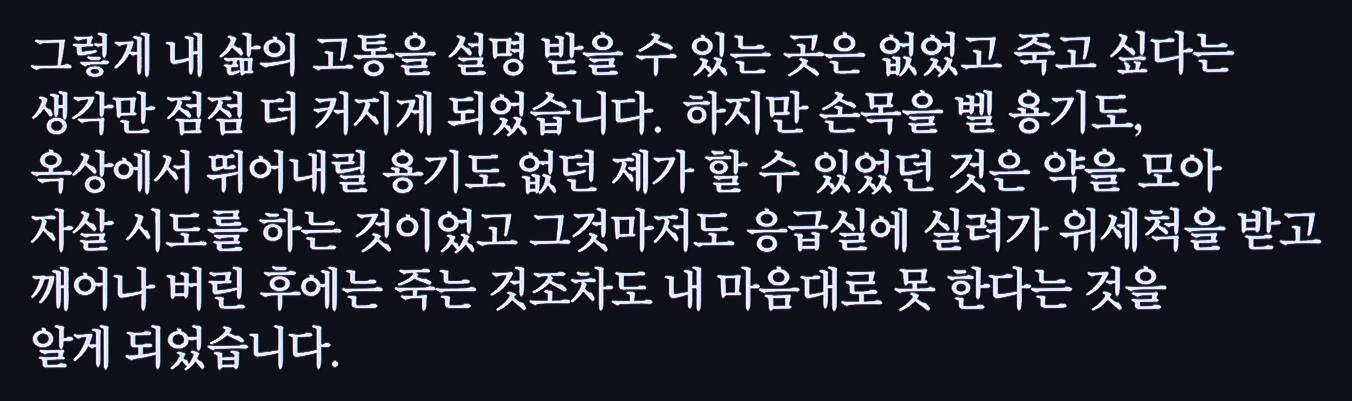 그렇게 내 삶의 고통을 설명 받을 수 있는 곳은 없었고 죽고 싶다는
생각만 점점 더 커지게 되었습니다. 하지만 손목을 벨 용기도,
옥상에서 뛰어내릴 용기도 없던 제가 할 수 있었던 것은 약을 모아
자살 시도를 하는 것이었고 그것마저도 응급실에 실려가 위세척을 받고
깨어나 버린 후에는 죽는 것조차도 내 마음대로 못 한다는 것을
알게 되었습니다.